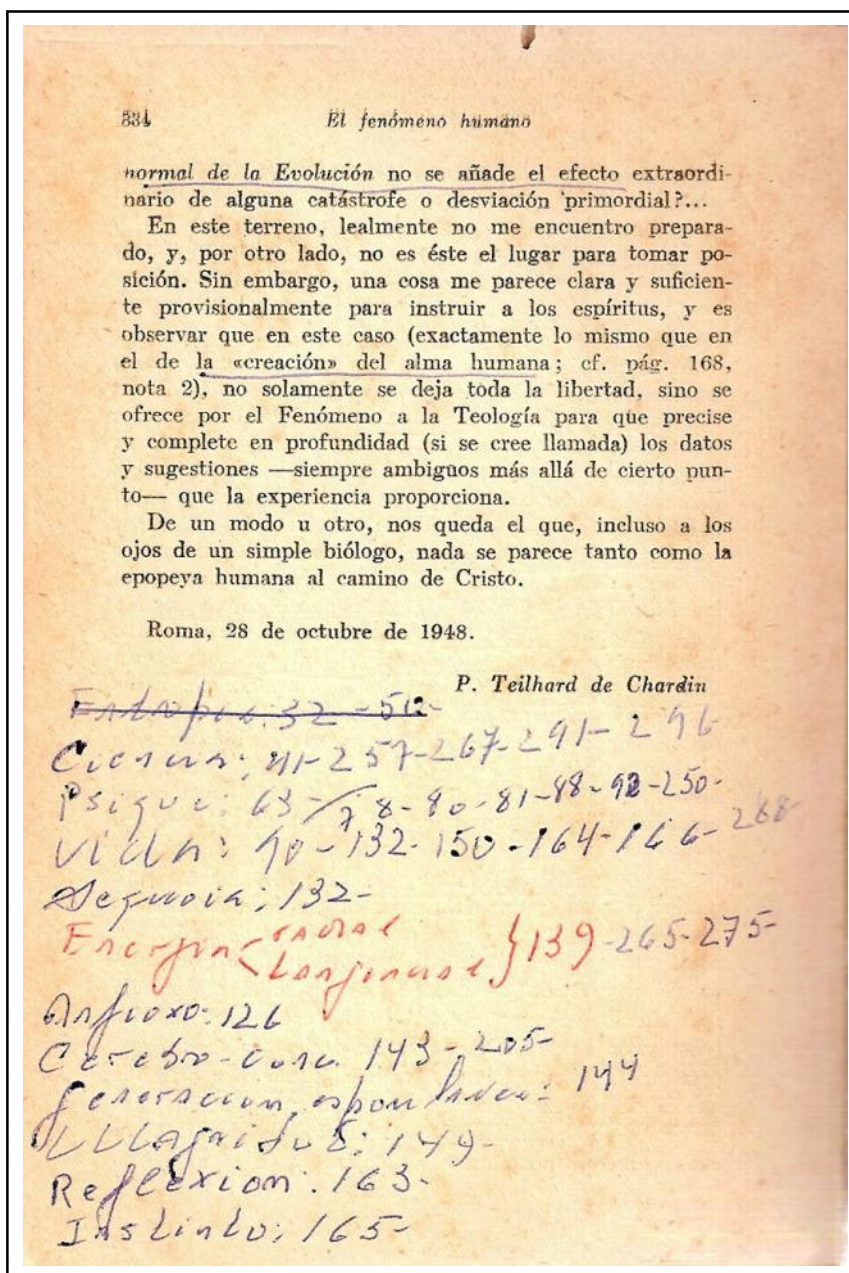 334 El fenómeno humano
normal de la Evolución no se añade el efecto extraordi-
nario de alguna catástrofe o desviación primordial?...
En este terreno, lealmente no me encuentro prepara-
do, y, por otro lado, no es éste el lugar para tomar po-
sición. Sin embargo, una cosa me parece clara y suficien-
te provisionalmente para instruir a los espíritus, y es
observar que en este caso (exactamente lo mismo que en
el de la «creación» del alma humana; cf. pág. 168,
nota 2), no solamente se deja toda la libertad, sino se
ofrece por el Fenómeno a la Teología para que precise
y complete en profundidad (si se cree llamada) los datos
y sugestiones —siempre ambiguos más allá de cierto pun-
to— que la experiencia proporciona.
De un modo u otro, nos queda el que, incluso a los
ojos de un simple biólogo, nada se parece tanto como la
epopeya humana al camino de Cristo.
Roma, 28 de octubre de 1948.
P. Teilhard de Chardin
Entropia: 32-50-
Ciencia: 41-257-267-291-296
Psique: 63-78-80-81-88-92-250-
Vida: 90-132-150-164-166-288-
Sequoia: 132-
Energia radial
tangencial } 139-265-275-
Anfioxo: 126
Cerebro-cara 143-205-
generacion espontanea: 144
149-
Reflexion: 163-
Instinto: 165-